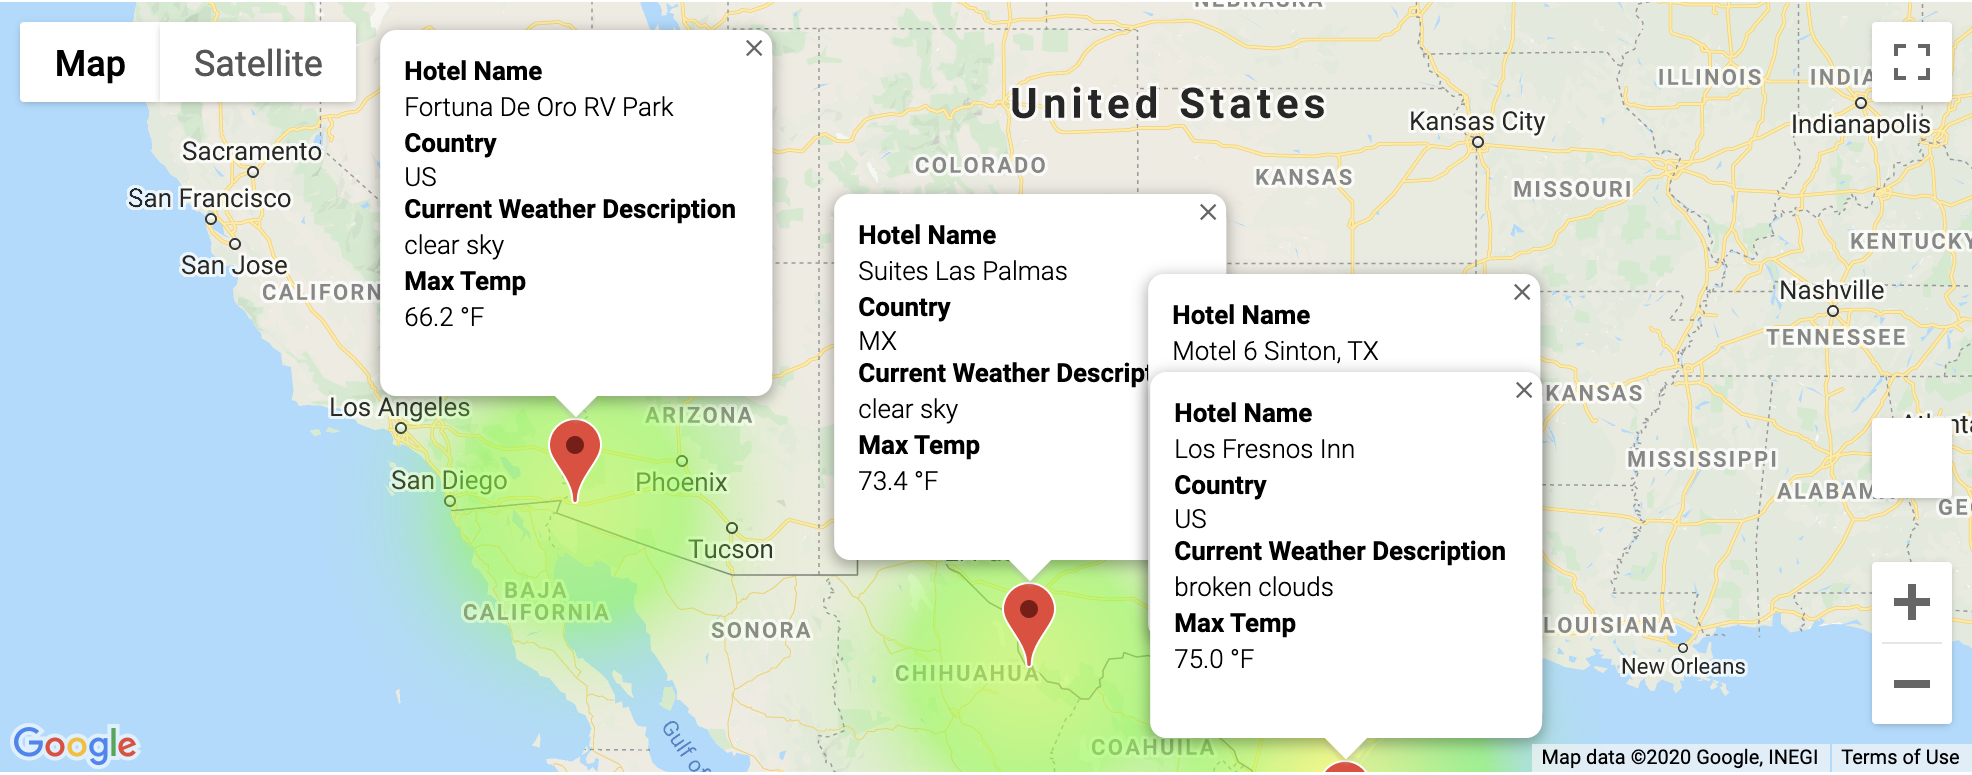 NEBRASKA
Map
Satellite
Hotel Name
Fortuna De Oro RV Park
Country
US
Current Weather Description
clear sky
Max Temp
66.2 °F
United States
ILLINOIS
INDIA
Kansas City
Indianapolis
Sacramento
COLORADO
KANSAS
MISSOURI
San Francisco
San Jose
CALIFORN
KENTUCKY
Hotel Name
Suites Las Palmas
Country
MX
Current Weather Descript
clear sky
Max Temp
73.4 °F
Nashville
TENNESSEE
Hotel Name
Motel 6 Sinton, TX
Hotel Name
Los Fresnos Inn
Country
US
Current Weather Description
broken clouds
Max Temp
75.0 °F
KANSAS
Los Angeles
ARIZONA
San Diego
Phoenix
MISSISSIPPI
ALABAM
GE
Tucson
BAJA
CALIFORNIA
SONORA
LOUISIANA
New Orleans
CHIHUAHUA
COAHUILA
Gulf of
Google
Map data ©2020 Google, INEGI
Terms of Use